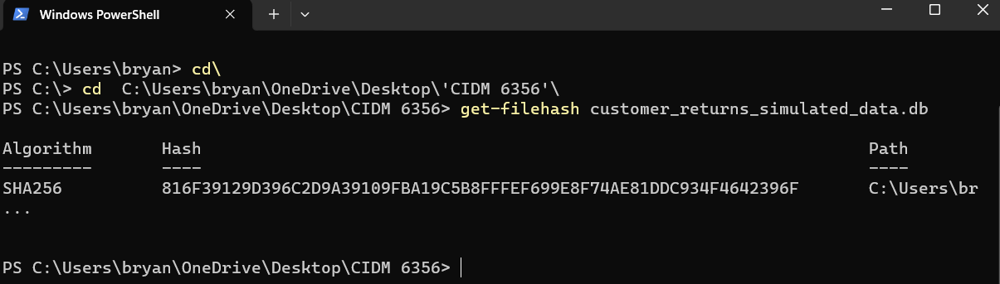 Windows PowerShell
PS C:\Users\bryan> cd\
PS C:\> cd  C:\Users\bryan\OneDrive\Desktop\'CIDM 6356'\
PS C:\Users\bryan\OneDrive\Desktop\CIDM 6356> get-filehash customer_returns_simulated_data.db
Algorithm       Hash                                                                   Path
---------       ----                                                                   ----
SHA256          816F39129D396C2D9A39109FBA19C5B8FFFEF699E8F74AE81DDC934F4642396F       C:\Users\br
...
PS C:\Users\bryan\OneDrive\Desktop\CIDM 6356>